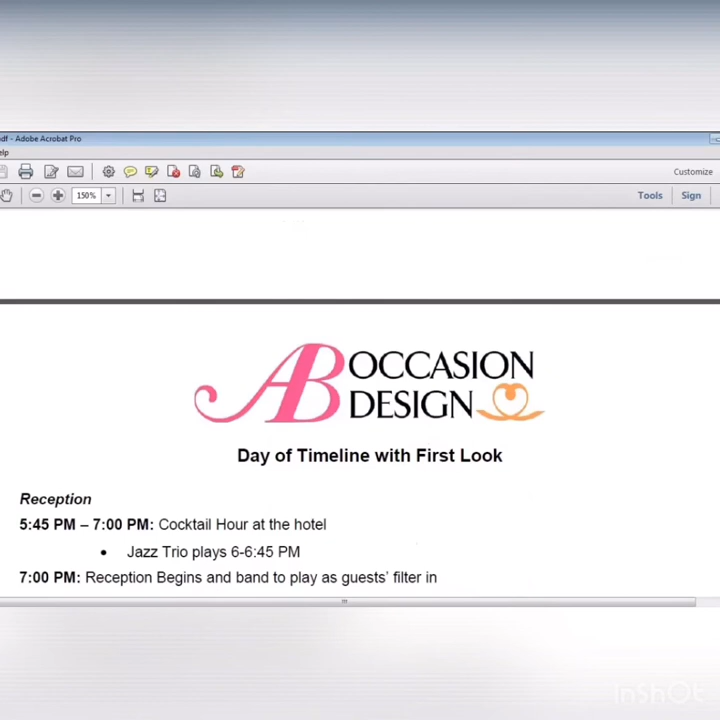 df - Adobe Acrobat Pro
elp
Customize
150%
Tools
Sign
AB OCCASION
DESIGN
Day of Timeline with First Look
Reception
5:45 PM – 7:00 PM: Cocktail Hour at the hotel
• Jazz Trio plays 6-6:45 PM
7:00 PM: Reception Begins and band to play as guests’ filter in
InShOt